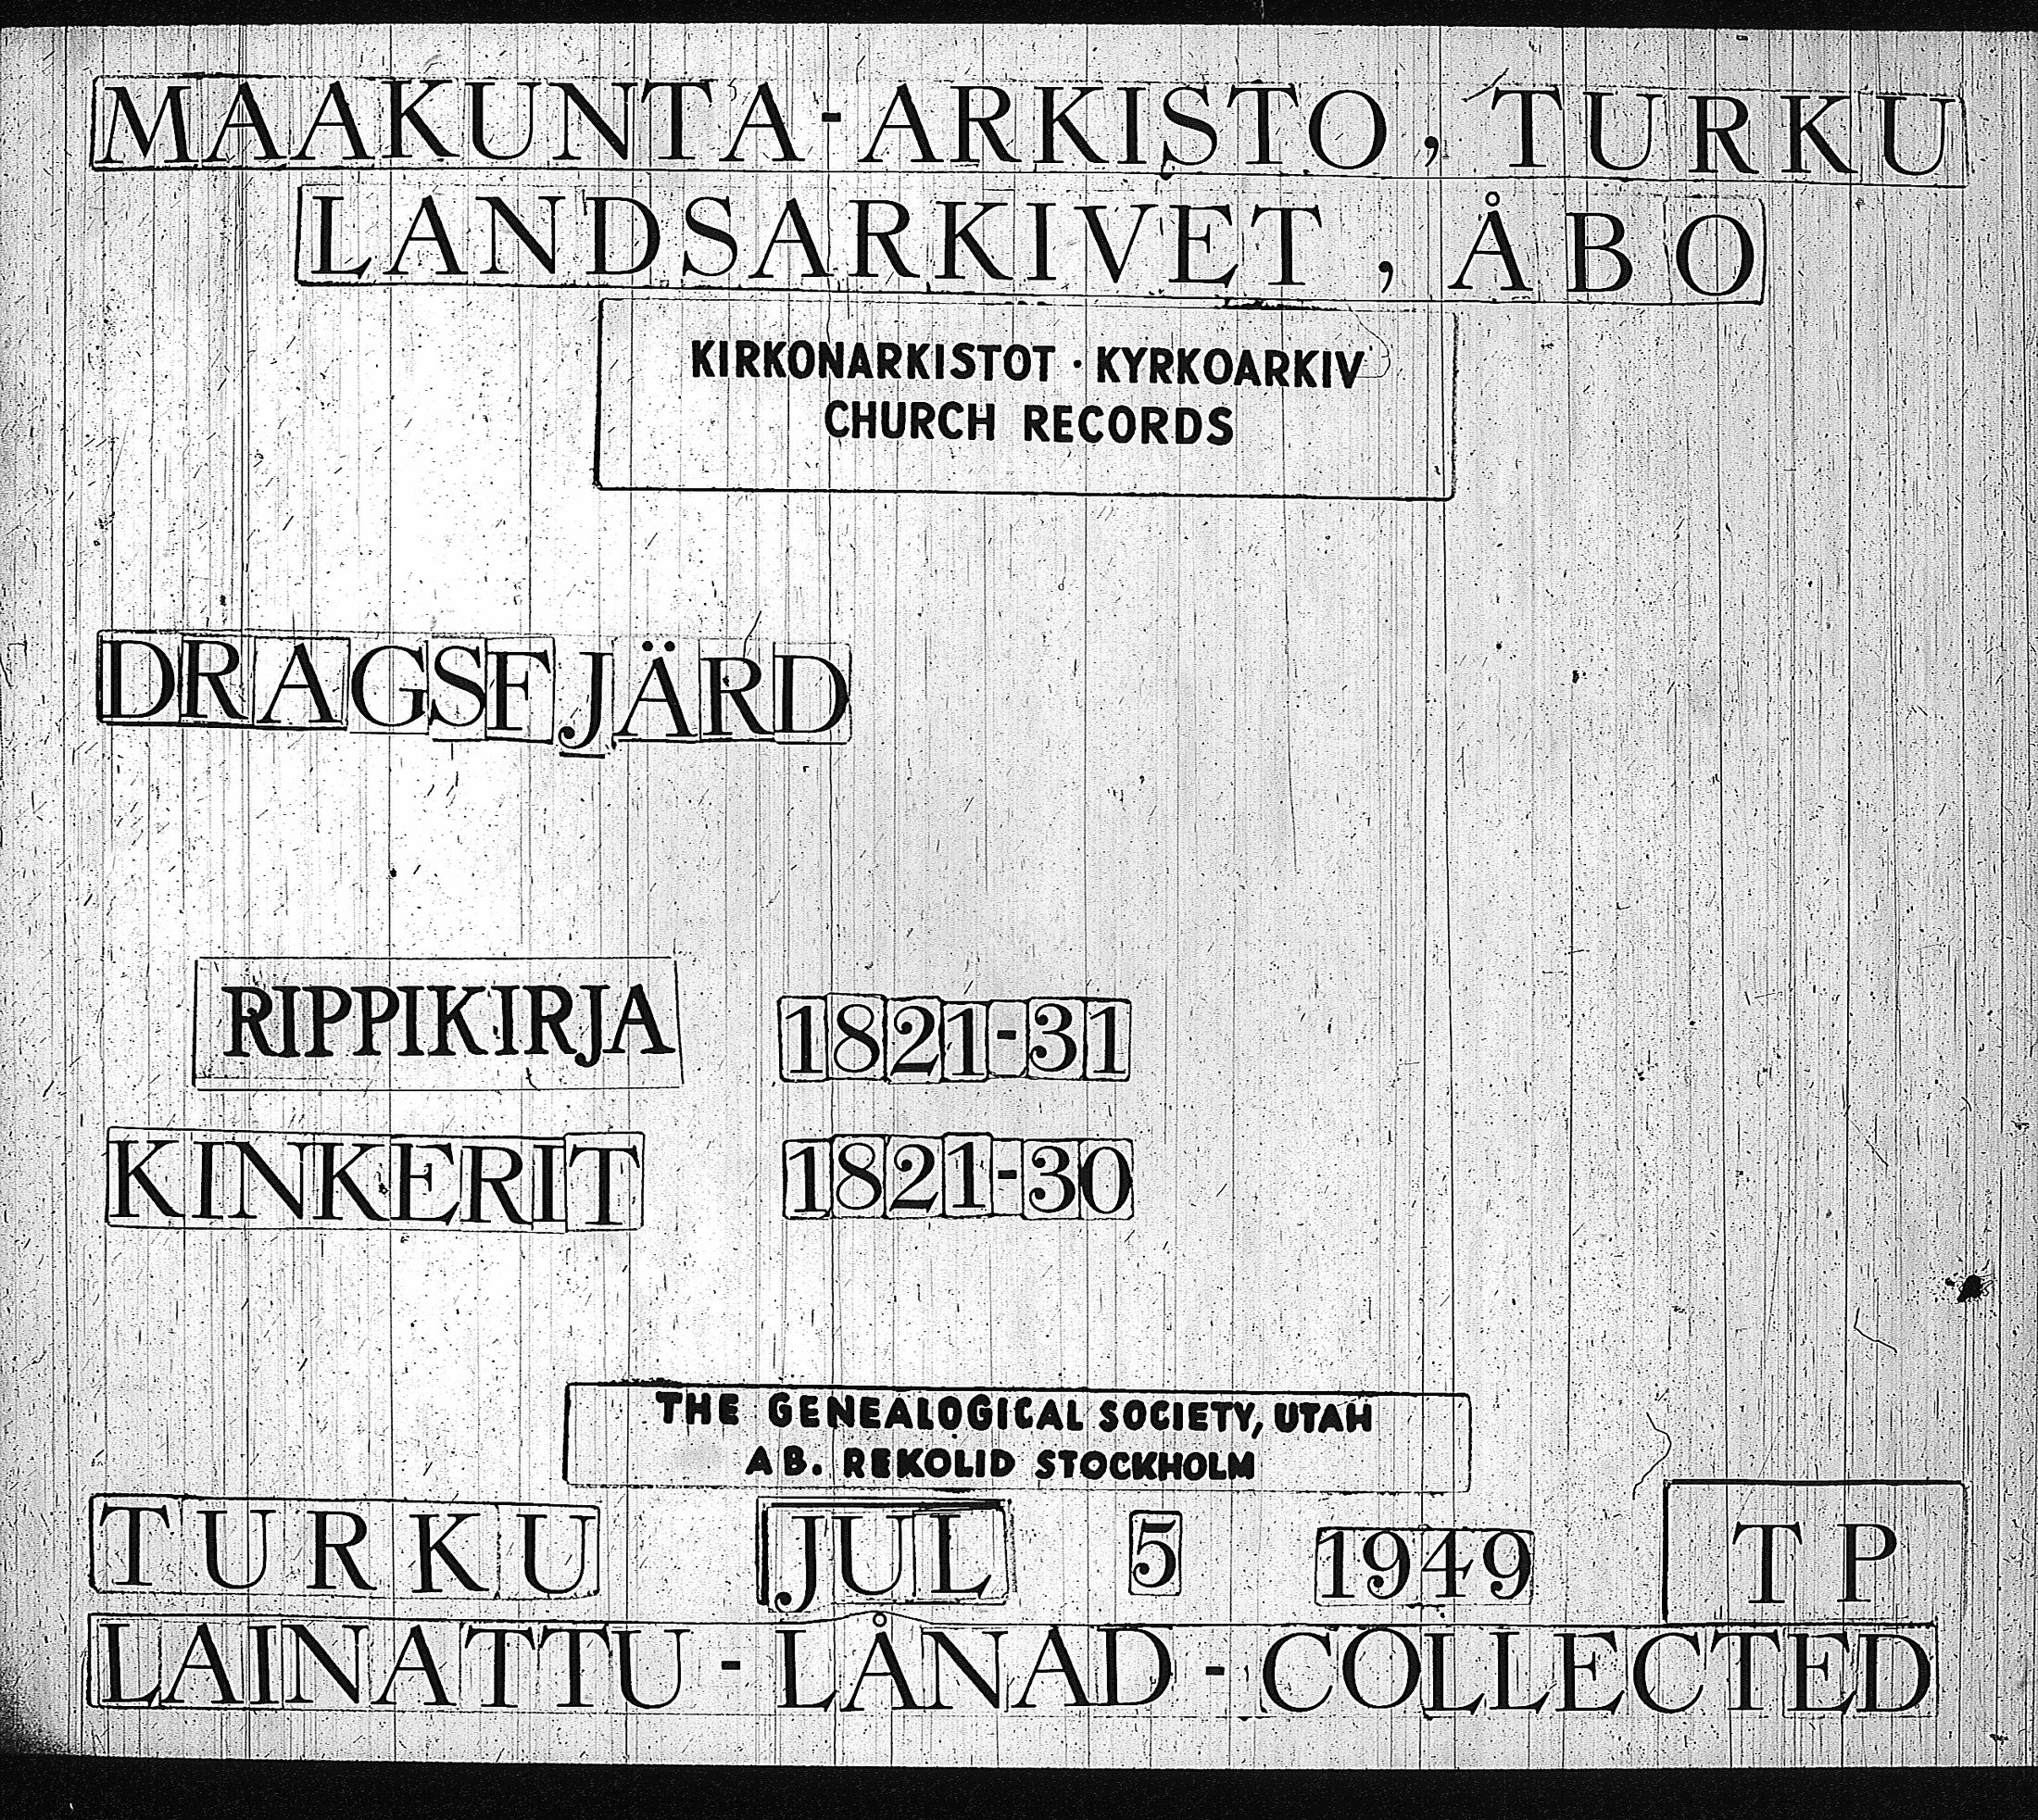 MAAKUNTA-ARKISTO, TURKU
LANDSARKIVET, ÅBO
KIRKONARKISTOT · KYRKOARKIV
CHURCH RECORDS
DRAGSFJÄRD
RIPPIKIRJA 1821-31
KINKERIT 1821-30
THE GENEALOGICAL SOCIETY, UTAH
AB. REKOLID STOCKHOLM
TURKU JUL 5 1949 TP
LAINATTU - LÅNAD - COLLECTED